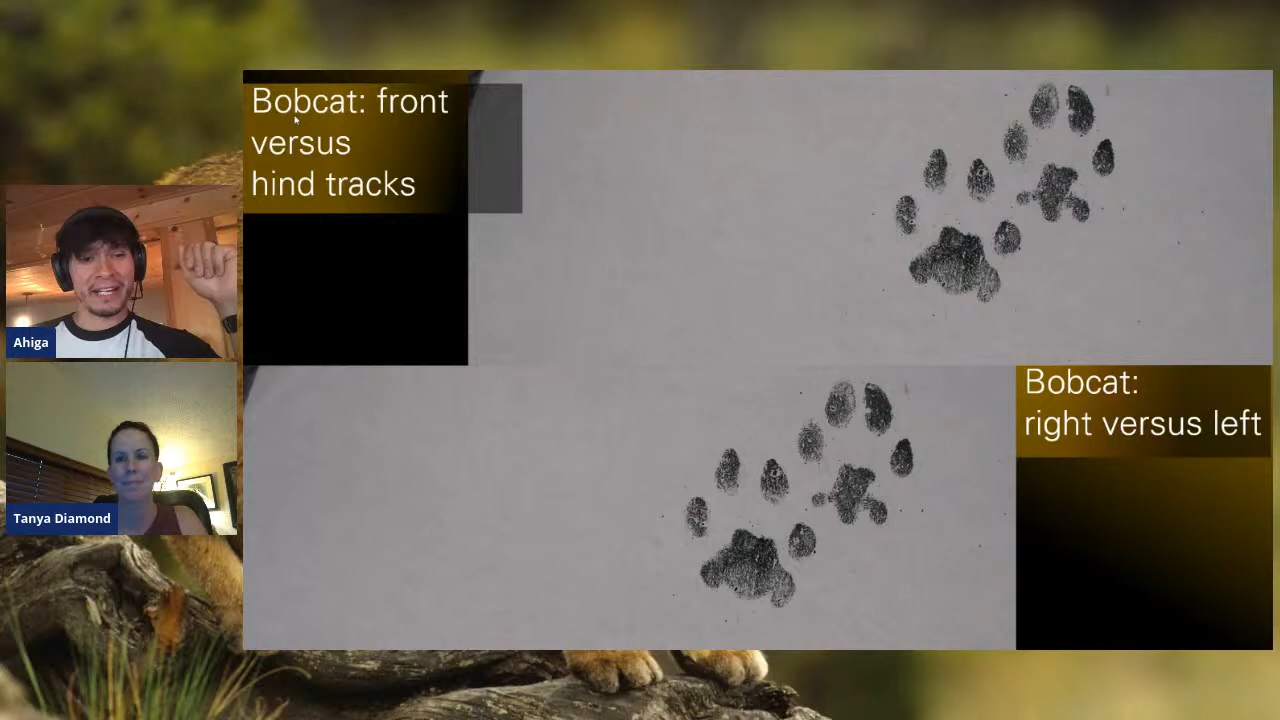 Bobcat: front
versus
hind tracks
Ahiga
Tanya Diamond
Bobcat:
right versus left